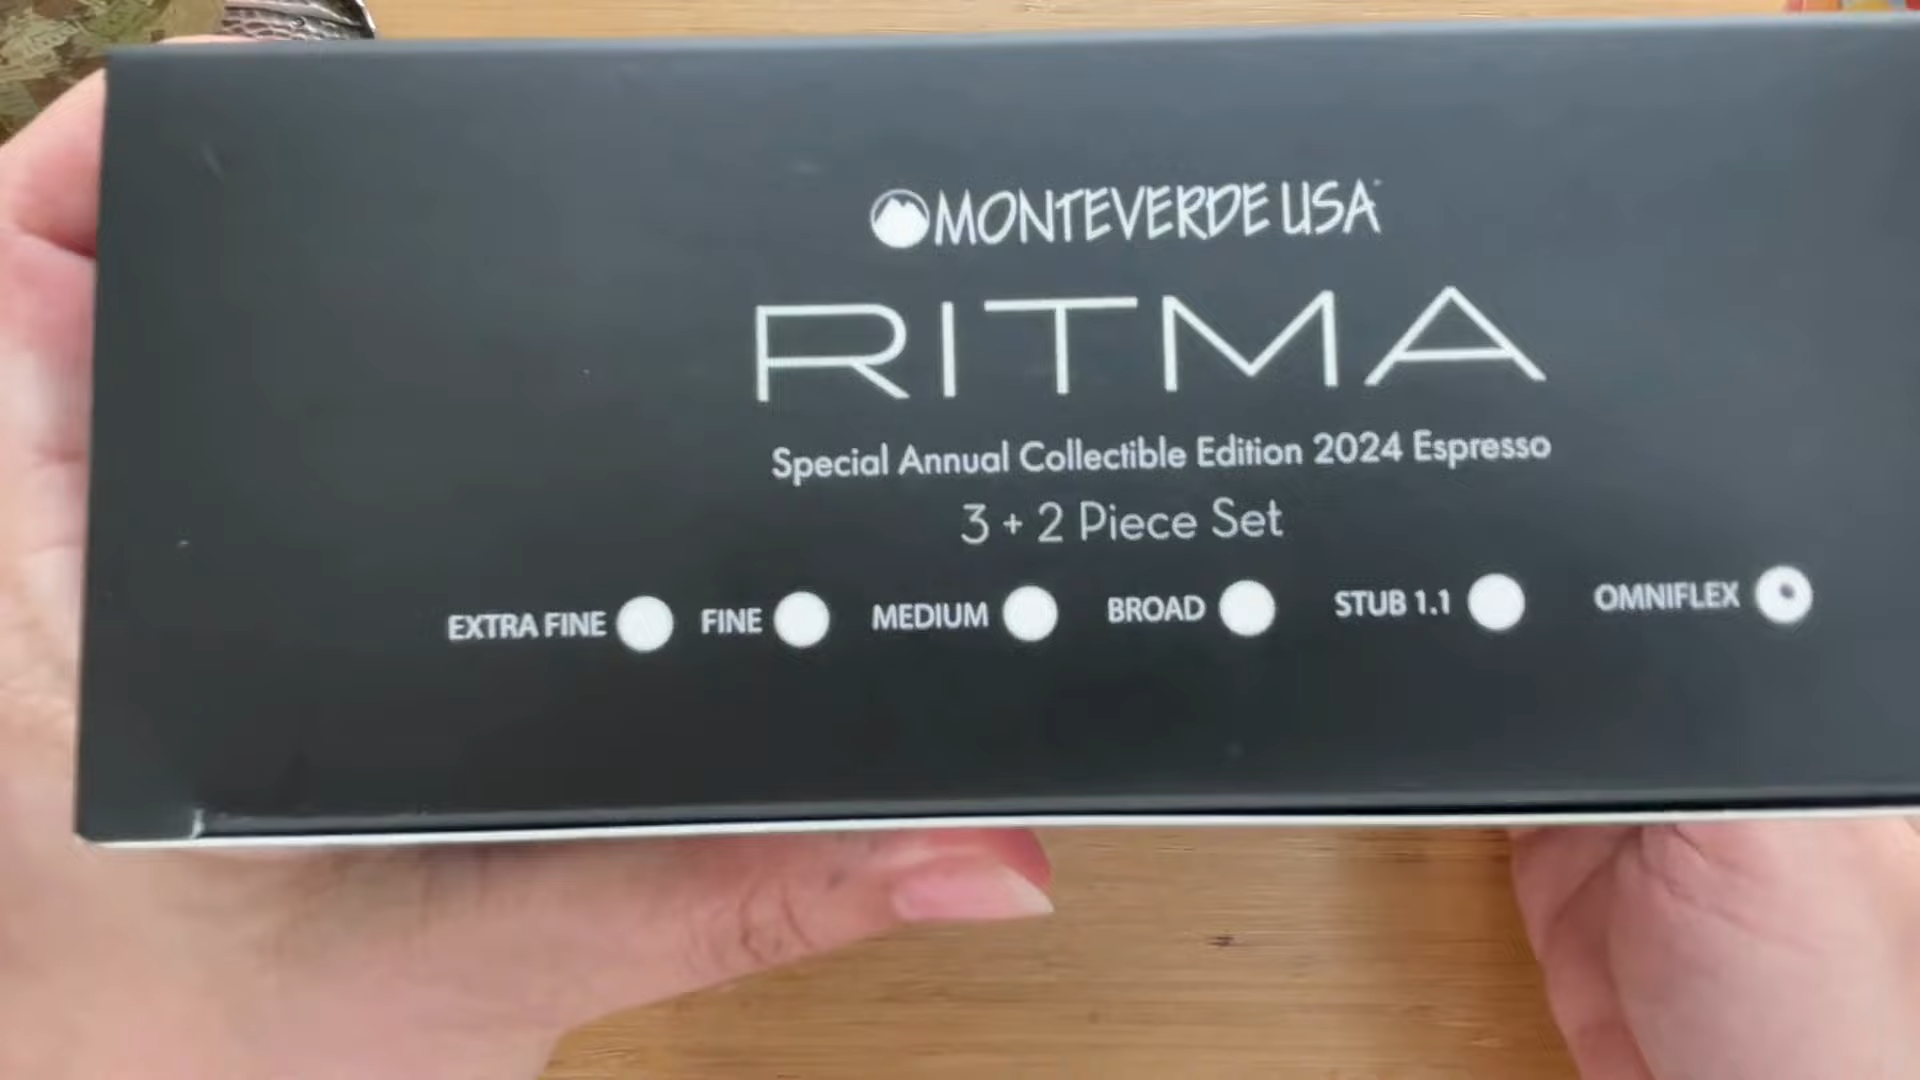 MONTEVERDE USA™
RITMA
Special Annual Collectible Edition 2024 Espresso
3 + 2 Piece Set
EXTRA FINE FINE MEDIUM BROAD STUB 1.1 OMNIFLEX